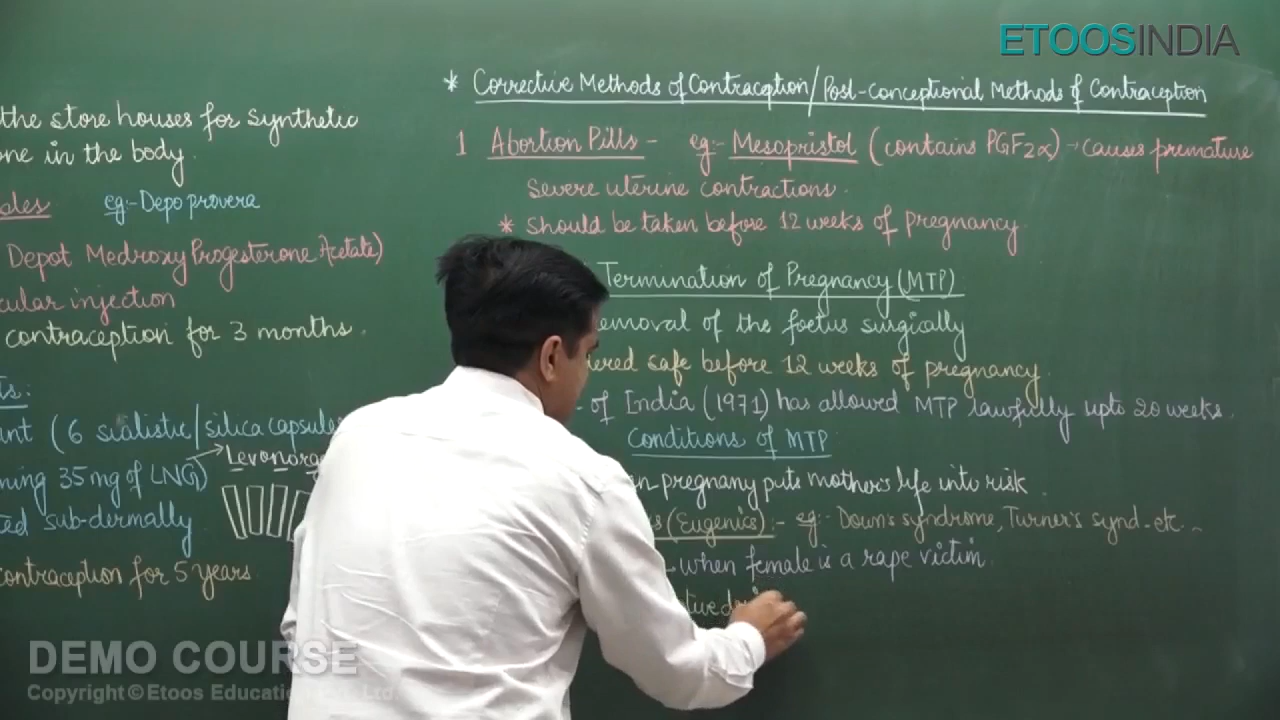 ETOOSINDIA
the store houses for Synthetic
one in the body.
eg:- Depo provera
Depot Medroxy Progesterone Acetate)
cular injection
contraception for 3 months.
ts:
(6 sialistic/silica capsule
Levonorg
ning 35 mg of LNG)
ted sub-dermally
contraception for 5 years
* Corrective Methods of Contraception/Post-conceptional Methods of Contraception
1 Abortion Pills - eg:- Mesopristol (contains PGF2α) → causes premature
severe uterine contractions.
* Should be taken before 12 weeks of pregnancy
Termination of Pregnancy (MTP)
emoval of the foetus surgically
ered safe before 12 weeks of pregnancy.
- of India (1971) has allowed MTP lawfully upto 20 weeks.
Conditions of MTP
n pregnany puts mother's life into risk.
(Eugenics):- eg:- Down's syndrome, Turner's synd- etc..
- when female is a rape victim.
DEMO COURSE
Copyright © Etoos Education Pvt. Ltd.